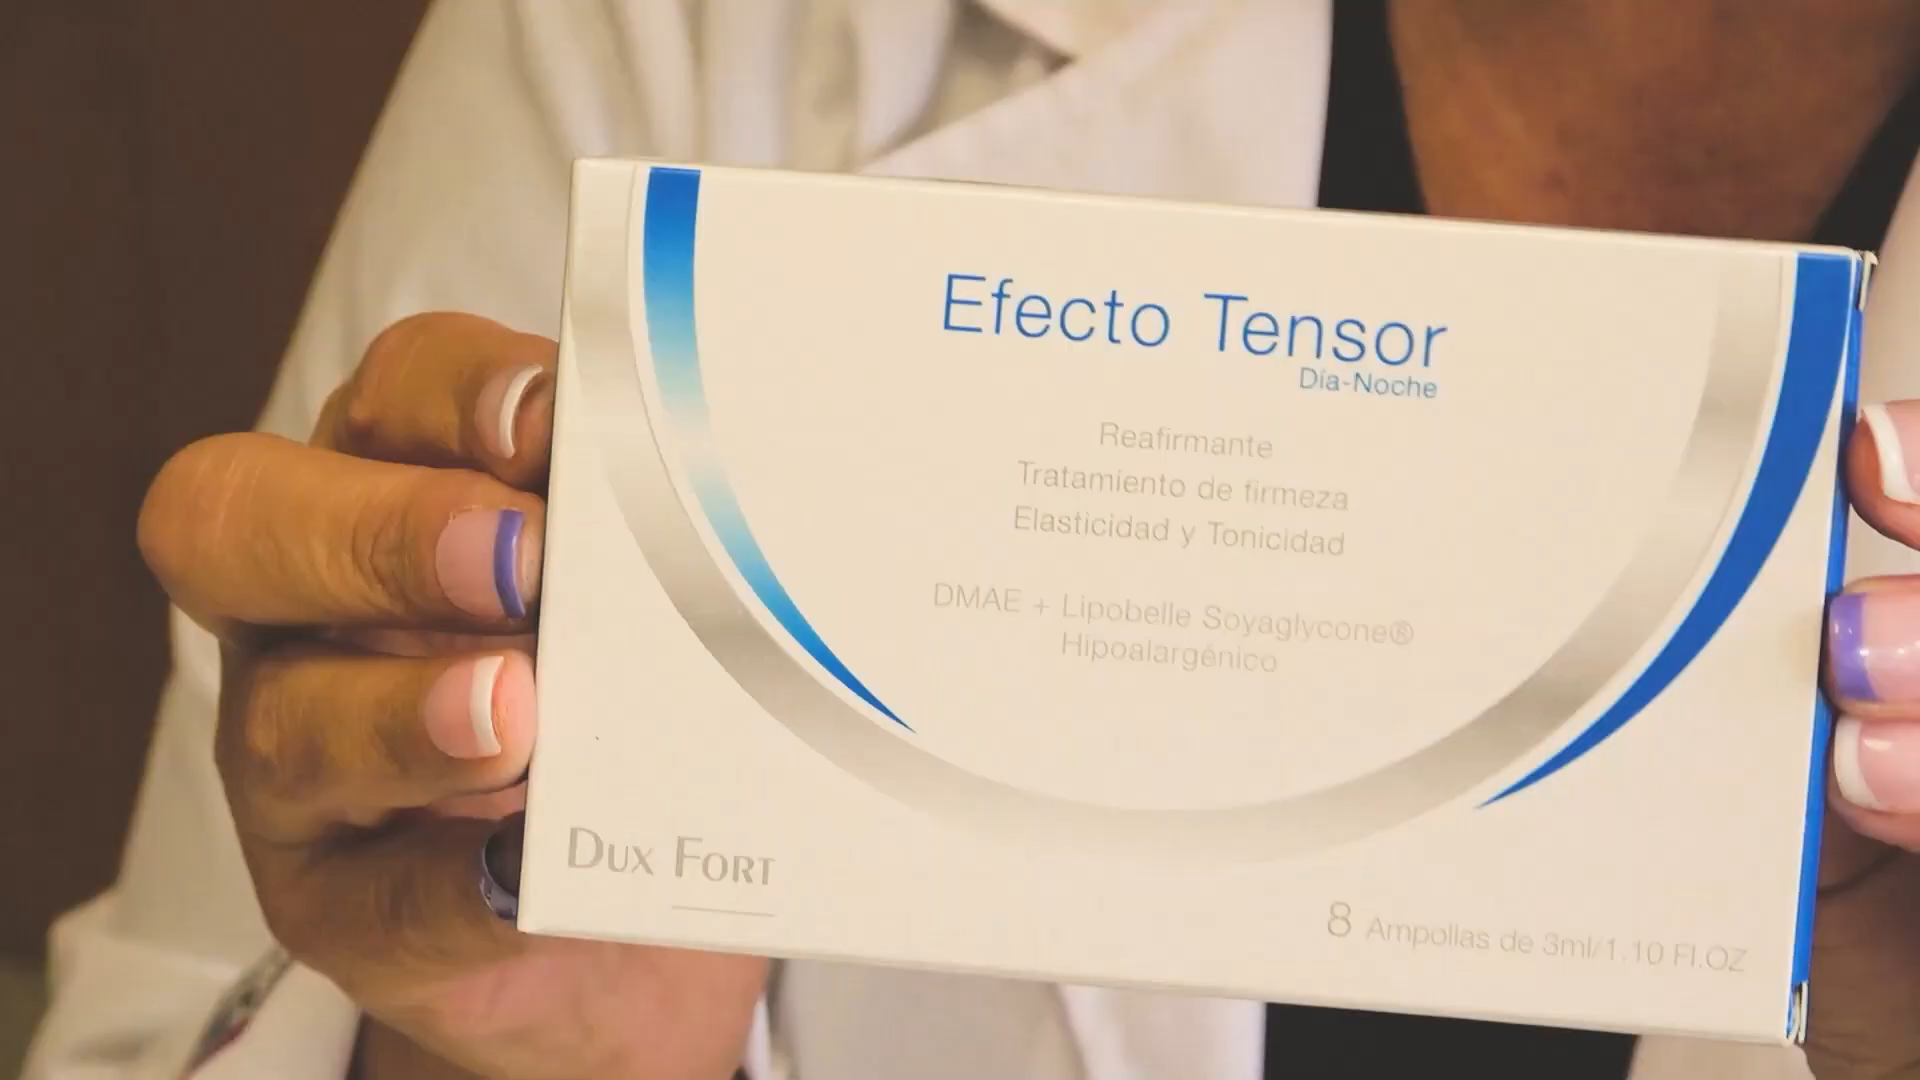 Efecto Tensor
Día-Noche
Reafirmante
Tratamiento de firmeza
Elasticidad y Tonicidad
DMAE + Lipobelle Soyaglycone®
Hipoalargénico
DUX FORT
8 Ampollas de 3ml/1.10 Fl.OZ